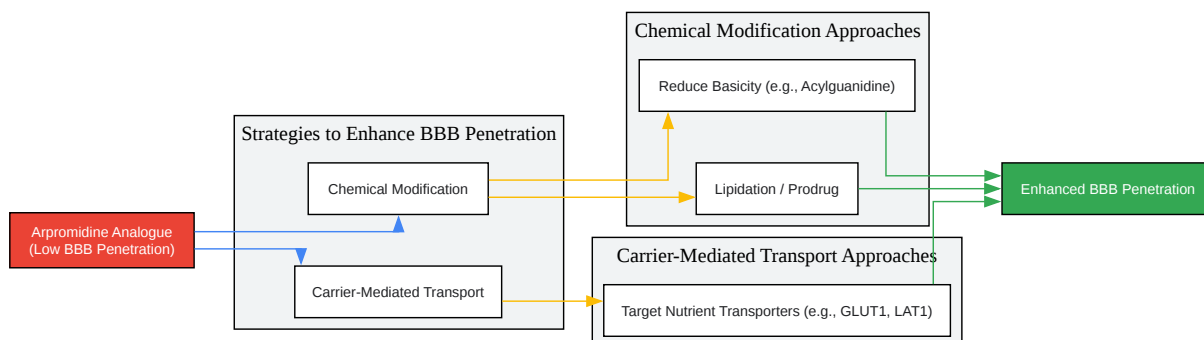 Arpromidine Analogue
(Low BBB Penetration)
Strategies to Enhance BBB Penetration
Chemical Modification
Carrier-Mediated Transport
Chemical Modification Approaches
Reduce Basicity (e.g., Acylguanidine)
Lipidation / Prodrug
Carrier-Mediated Transport Approaches
Target Nutrient Transporters (e.g., GLUT1, LAT1)
Enhanced BBB Penetration